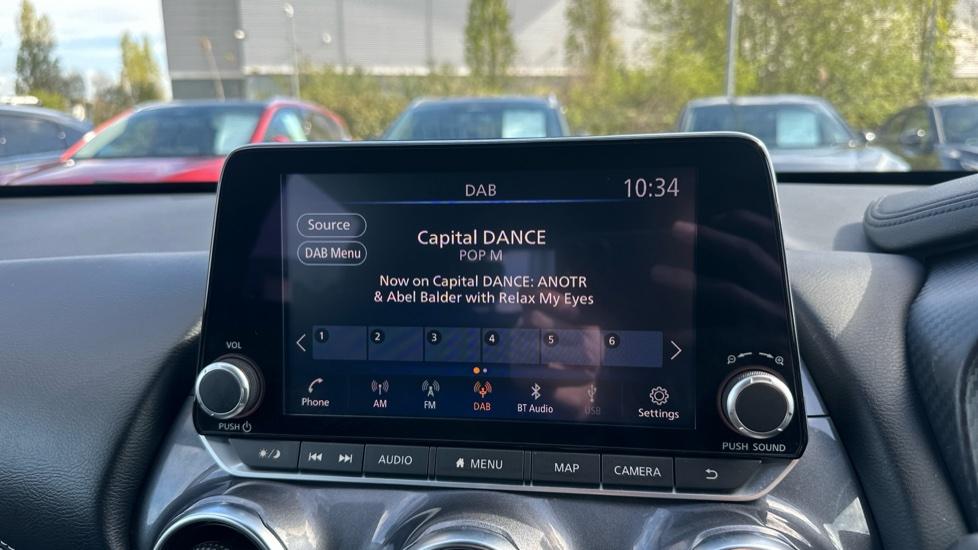 DAB
10:34
Source
DAB Menu
Capital DANCE
POP M
Now on Capital DANCE: ANOTR
& Abel Balder with Relax My Eyes
1 2 3 4 5 6
VOL
PUSH
Phone AM FM DAB BT Audio USB Settings
PUSH SOUND
AUDIO MENU MAP CAMERA